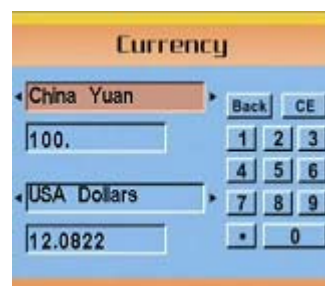 Currency
China Yuan
100.
USA Dollars
12.0822
Back CE
1 2 3
4 5 6
7 8 9
. 0